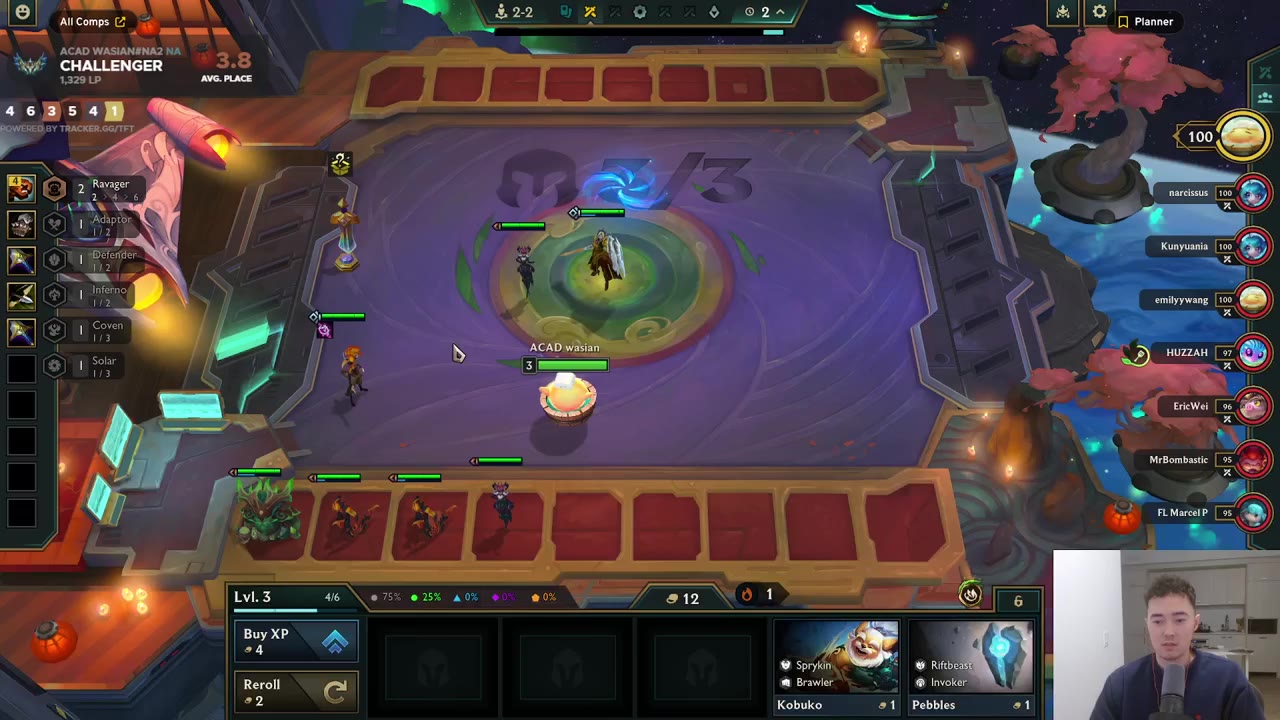 All Comps
ACAD WASIAN#NA2 NA
CHALLENGER
1,329 LP
3.8
AVG. PLACE
4 6 3 5 4 1
POWERED BY TRACKER.GG/TFT
2-2
2
Planner
100
4
2 Ravager
2 > 4 > 6
1 Adaptor
1 / 2
1 Defender
1 / 2
1 Inferno
1 / 2
1 Coven
1 / 3
1 Solar
1 / 3
/3
narcissus 100
Kunyuania 100
emilyywang 100
HUZZAH 97
EricWei 96
MrBombastic 95
FL Marcel P 95
ACAD wasian
3
Lvl. 3
4/6
75% 25% 0% 0% 0%
12
1
6
Buy XP
4
Reroll
2
Sprykin
Brawler
Kobuko 1
Riftbeast
Invoker
Pebbles 1